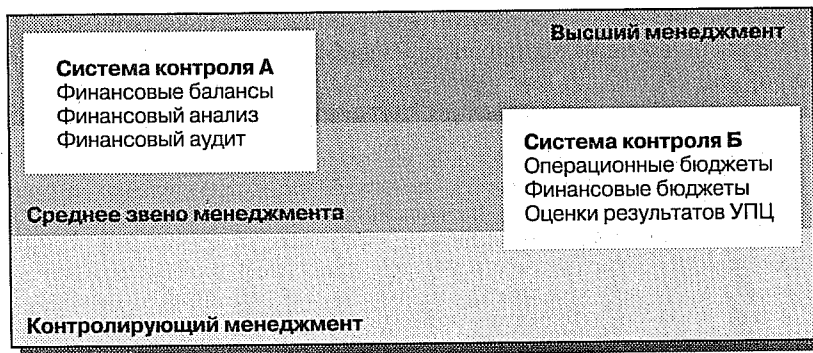 Высший менеджмент
Система контроля А
Финансовые балансы
Финансовый анализ
Финансовый аудит
Система контроля Б
Операционные бюджеты
Финансовые бюджеты
Оценки результатов УПЦ
Среднее звено менеджмента
Контролирующий менеджмент